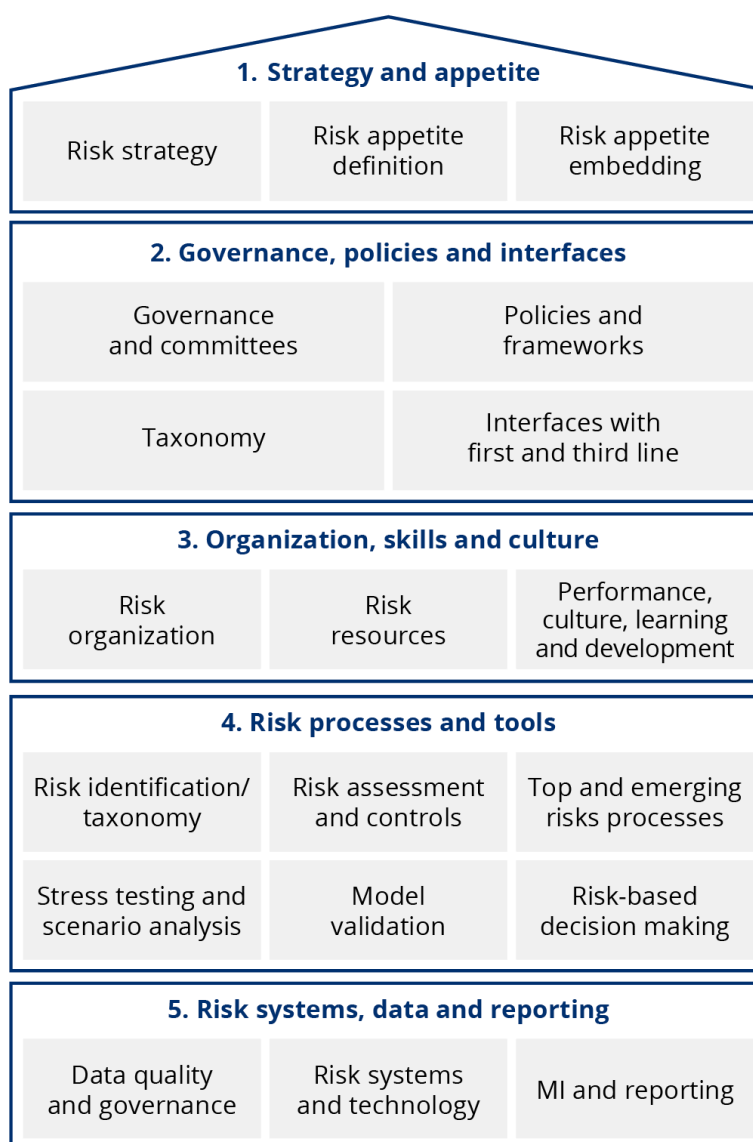 1. Strategy and appetite
Risk strategy
Risk appetite
definition
Risk appetite
embedding
2. Governance, policies and interfaces
Governance
and committees
Policies and
frameworks
Taxonomy
Interfaces with
first and third line
3. Organization, skills and culture
Risk
organization
Risk
resources
Performance,
culture, learning
and development
4. Risk processes and tools
Risk identification/
taxonomy
Risk assessment
and controls
Top and emerging
risks processes
Stress testing and
scenario analysis
Model
validation
Risk-based
decision making
5. Risk systems, data and reporting
Data quality
and governance
Risk systems
and technology
MI and reporting